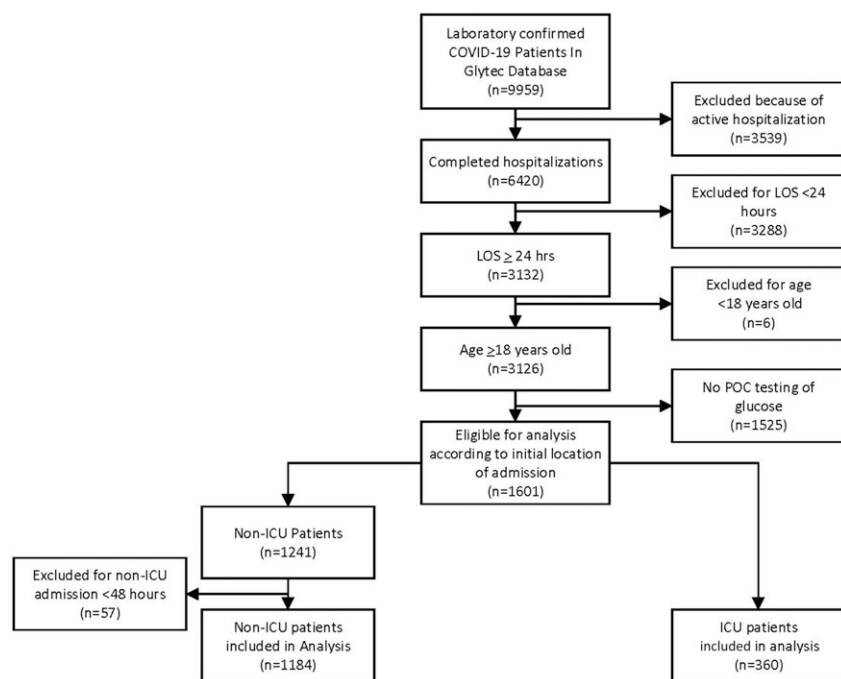 Laboratory confirmed
COVID-19 Patients In
Glytec Database
(n=9959)
Excluded because of
active hospitalization
(n=3539)
Completed hospitalizations
(n=6420)
Excluded for LOS <24
hours
(n=3288)
LOS ≥ 24 hrs
(n=3132)
Excluded for age
<18 years old
(n=6)
Age ≥18 years old
(n=3126)
No POC testing of
glucose
(n=1525)
Eligible for analysis
according to initial location
of admission
(n=1601)
Non-ICU Patients
(n=1241)
Excluded for non-ICU
admission <48 hours
(n=57)
Non-ICU patients
included in Analysis
(n=1184)
ICU patients
included in analysis
(n=360)